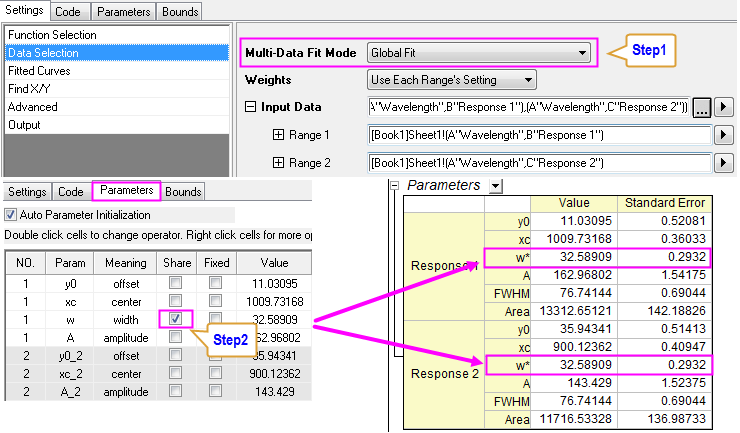 Settings Code Parameters Bounds
Function Selection
Data Selection
Fitted Curves
Find X/Y
Advanced
Output
Multi-Data Fit Mode Global Fit
Step1
Weights Use Each Range's Setting
Input Data A"Wavelength",B"Response 1"),(A"Wavelength",C"Response 2")) ...
Range 1 [Book1]Sheet1!(A"Wavelength",B"Response 1")
Range 2 [Book1]Sheet1!(A"Wavelength",C"Response 2")
Settings Code Parameters Bounds
Auto Parameter Initialization
Double click cells to change operator. Right click cells for more op
NO. Param Meaning Share Fixed Value
1 y0 offset 11.03095
1 xc center 1009.73168
1 w width 32.58909
1 A amplitude 62.96802
2 y0_2 offset 35.94341
2 xc_2 center 900.12362
2 A_2 amplitude 143.429
Step2
Parameters
Value Standard Error
Response
y0 11.03095 0.52081
xc 1009.73168 0.36033
w* 32.58909 0.2932
A 162.96802 1.54175
FWHM 76.74144 0.69044
Area 13312.65121 142.18826
Response 2
y0 35.94341 0.51413
xc 900.12362 0.40947
w* 32.58909 0.2932
A 143.429 1.52375
FWHM 76.74144 0.69044
Area 11716.53328 136.98733